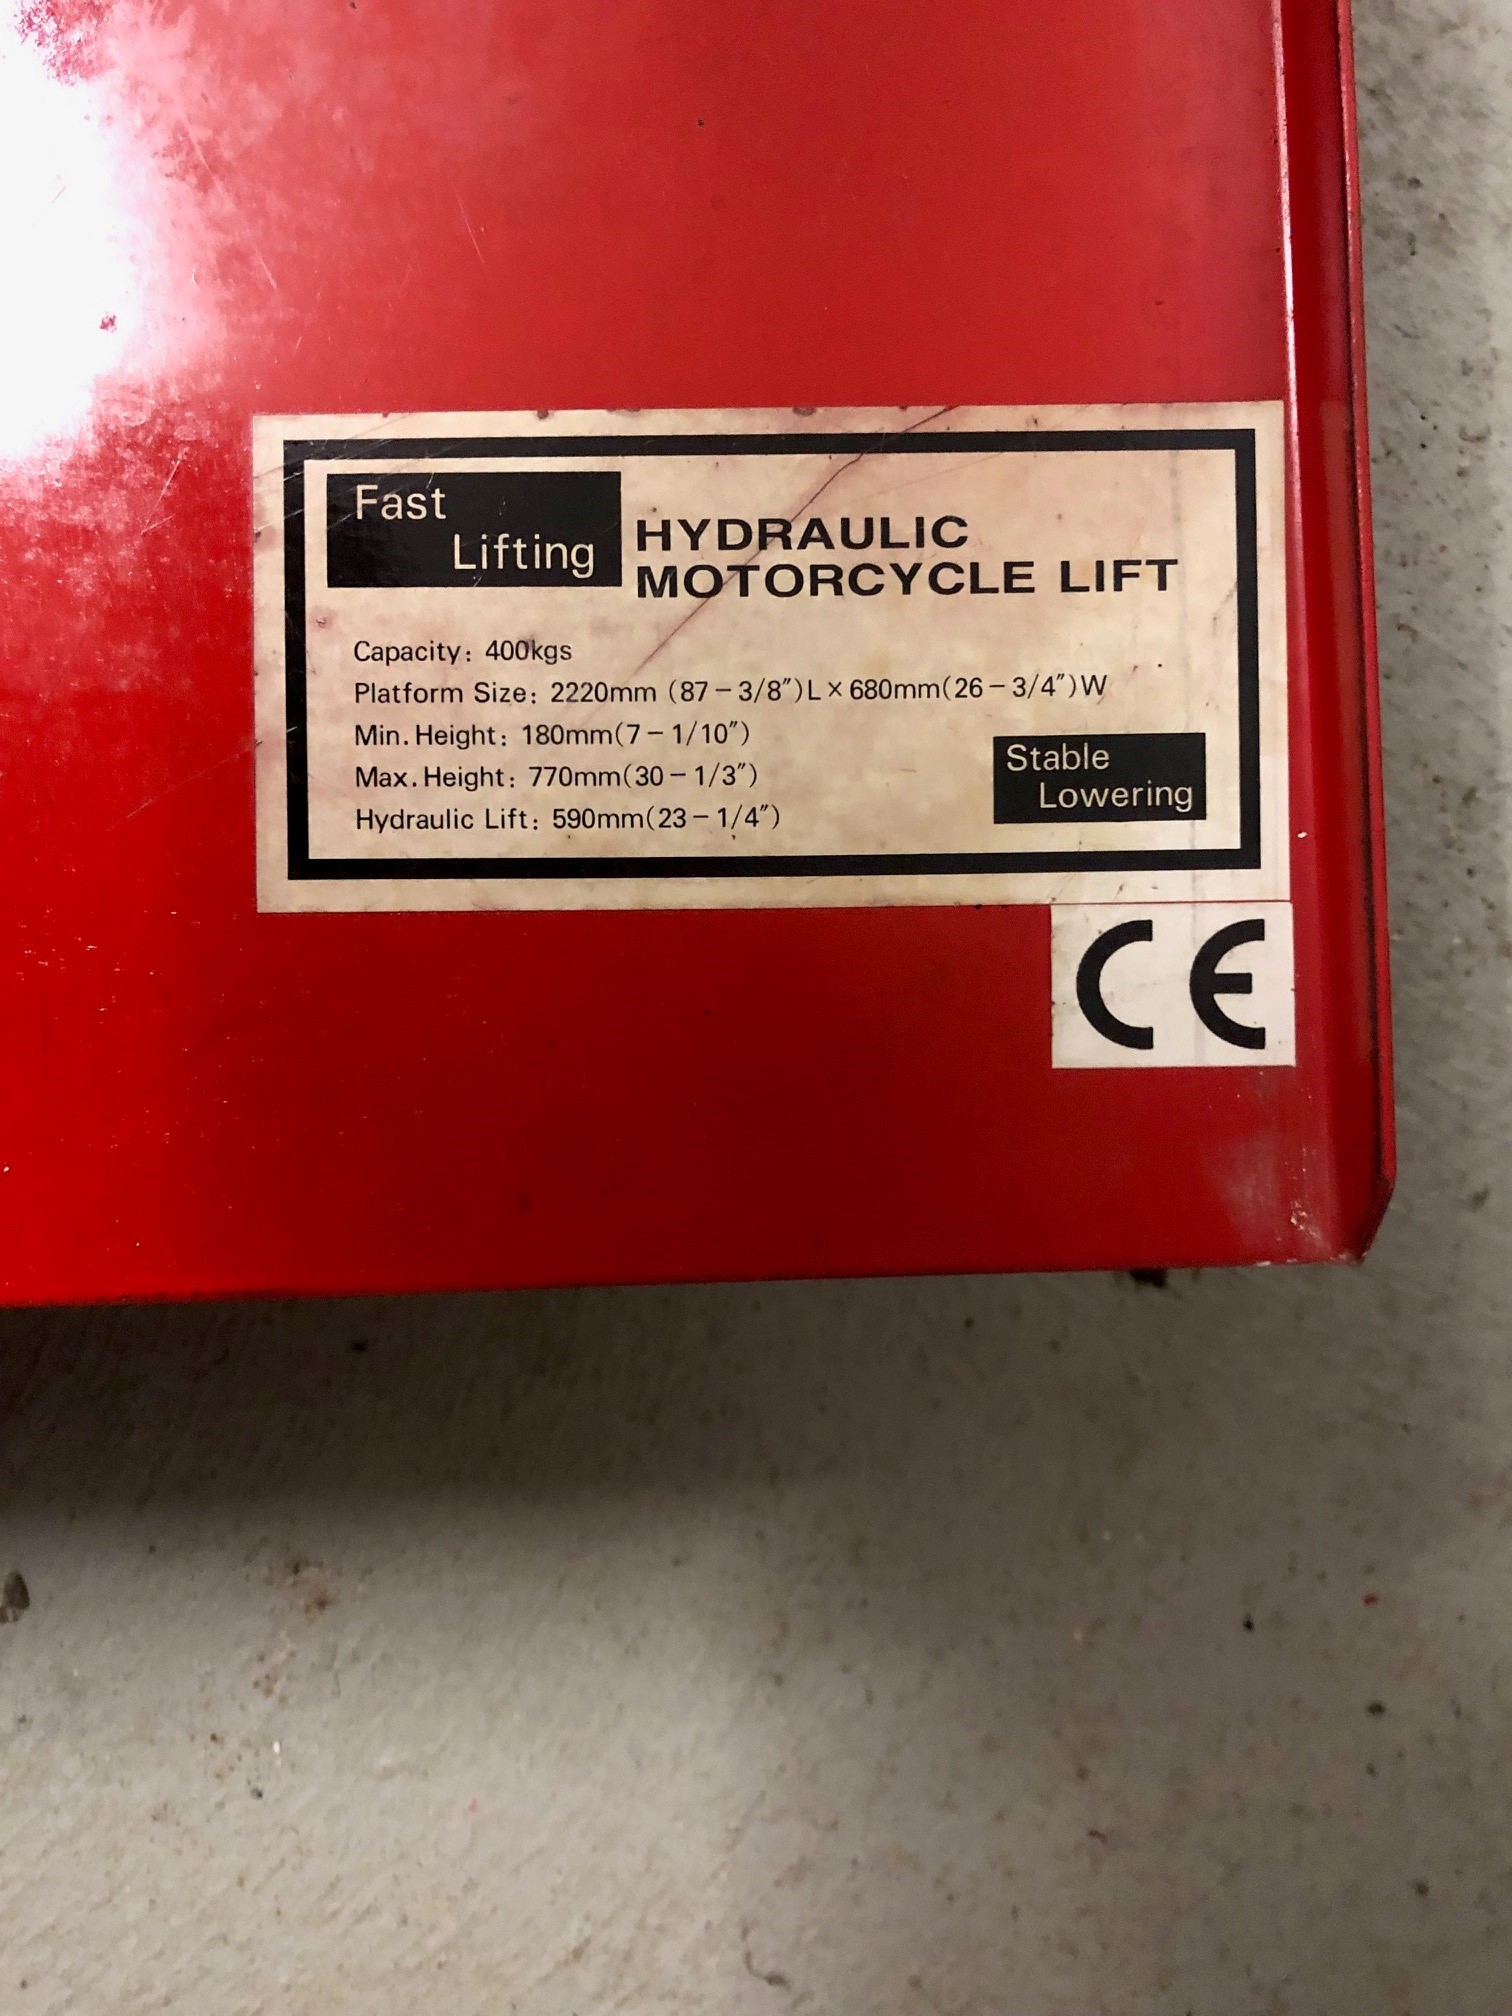 Fast
Lifting
HYDRAULIC
MOTORCYCLE LIFT
Capacity: 400kgs
Platform Size: 2220mm (87-3/8")L×680mm(26-3/4")W
Min. Height: 180mm(7-1/10")
Max. Height: 770mm(30-1/3")
Hydraulic Lift: 590mm(23-1/4")
Stable
Lowering
CE